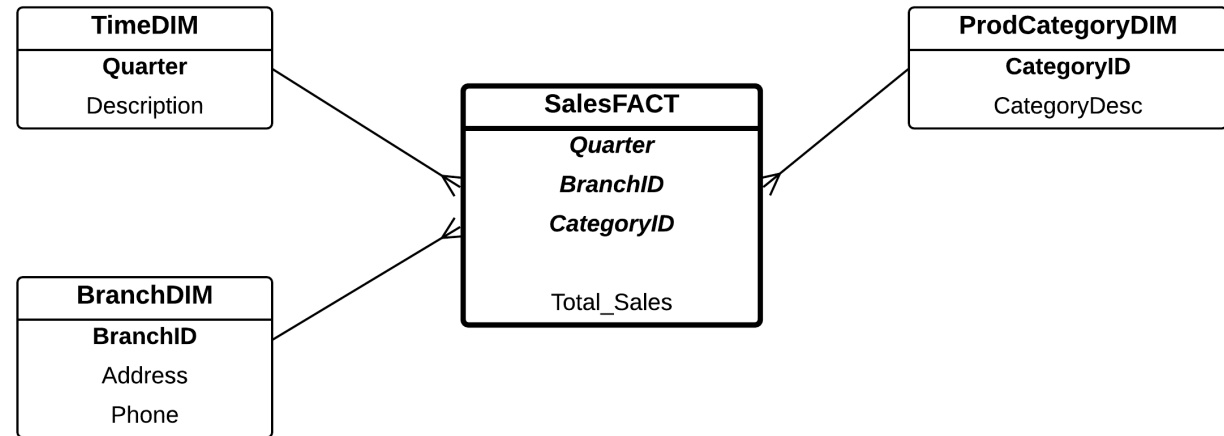 TimeDIM
Quarter
Description
BranchDIM
BranchID
Address
Phone
SalesFACT
Quarter
BranchID
CategoryID
Total_Sales
ProdCategoryDIM
CategoryID
CategoryDesc